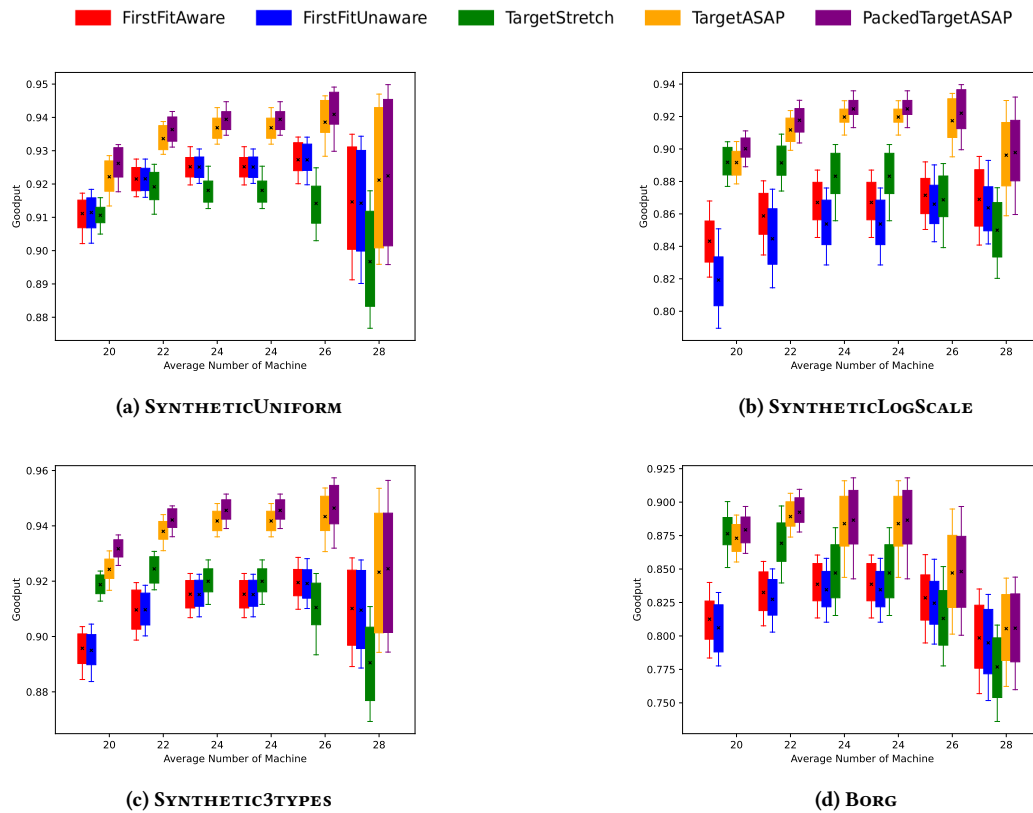 FirstFitAware FirstFitUnaware TargetStretch TargetASAP PackedTargetASAP
0.95
0.94
0.93
0.92
0.91
0.90
0.89
0.88
Goodput
20 22 24 24 26 28
Average Number of Machine
(a) SYNTHETICUNIFORM
0.94
0.92
0.90
0.88
0.86
0.84
0.82
0.80
Goodput
20 22 24 24 26 28
Average Number of Machine
(b) SYNTHETICLOGSCALE
0.96
0.94
0.92
0.90
0.88
Goodput
20 22 24 24 26 28
Average Number of Machine
(c) SYNTHETIC3TYPES
0.925
0.900
0.875
0.850
0.825
0.800
0.775
0.750
Goodput
20 22 24 24 26 28
Average Number of Machine
(d) BORG